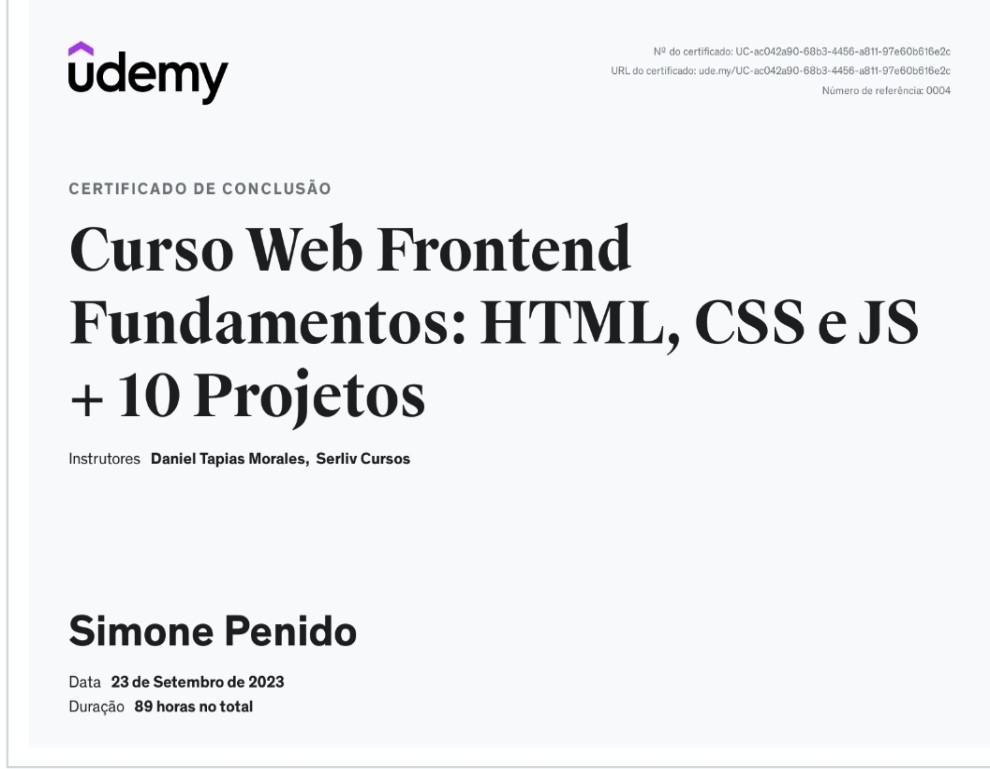 udemy
Nº do certificado: UC-ac042a90-68b3-4456-a811-97e60b616e2c
URL do certificado: ude.my/UC-ac042a90-68b3-4456-a811-97e60b616e2c
Número de referência: 0004
CERTIFICADO DE CONCLUSÃO
Curso Web Frontend
Fundamentos: HTML, CSS e JS
+ 10 Projetos
Instrutores Daniel Tapias Morales, Serliv Cursos
Simone Penido
Data 23 de Setembro de 2023
Duração 89 horas no total